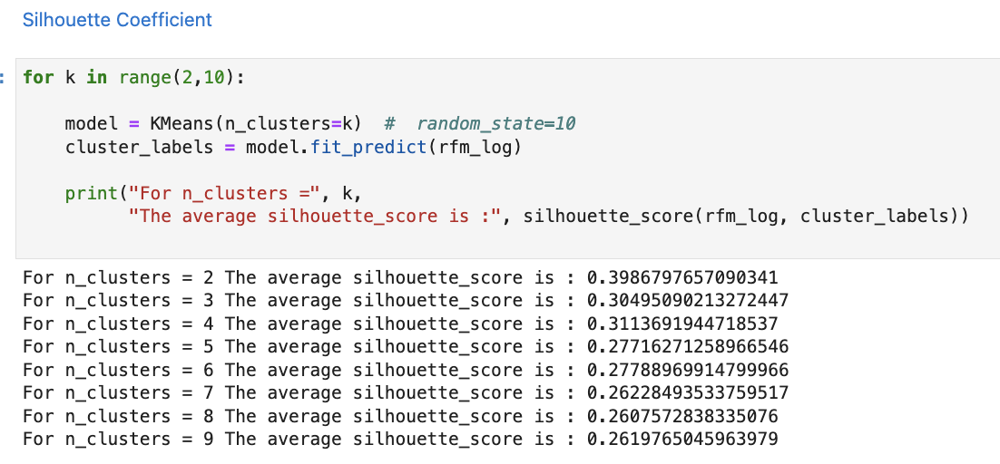 Silhouette Coefficient
: for k in range(2,10):
model = KMeans(n_clusters=k)  #  random_state=10
cluster_labels = model.fit_predict(rfm_log)
print("For n_clusters =", k,
"The average silhouette_score is :", silhouette_score(rfm_log, cluster_labels))
For n_clusters = 2 The average silhouette_score is : 0.3986797657090341
For n_clusters = 3 The average silhouette_score is : 0.30495090213272447
For n_clusters = 4 The average silhouette_score is : 0.3113691944718537
For n_clusters = 5 The average silhouette_score is : 0.27716271258966546
For n_clusters = 6 The average silhouette_score is : 0.27788969914799966
For n_clusters = 7 The average silhouette_score is : 0.26228493533759517
For n_clusters = 8 The average silhouette_score is : 0.2607572838335076
For n_clusters = 9 The average silhouette_score is : 0.2619765045963979